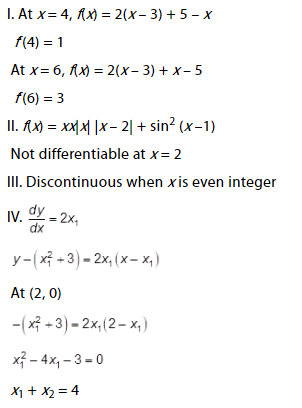 I. At x = 4, f(x) = 2(x – 3) + 5 – x
f(4) = 1
At x = 6, f(x) = 2(x – 3) + x – 5
f(6) = 3
II. f(x) = xx|x| |x – 2| + sin² (x–1)
Not differentiable at x = 2
III. Discontinuous when x is even integer
IV. dy/dx = 2x₁,
y – (x₁² + 3) = 2x₁ (x – x₁)
At (2, 0)
–(x₁² + 3) = 2x₁ (2 – x₁)
x₁² – 4x₁ – 3 = 0
x₁ + x₂ = 4